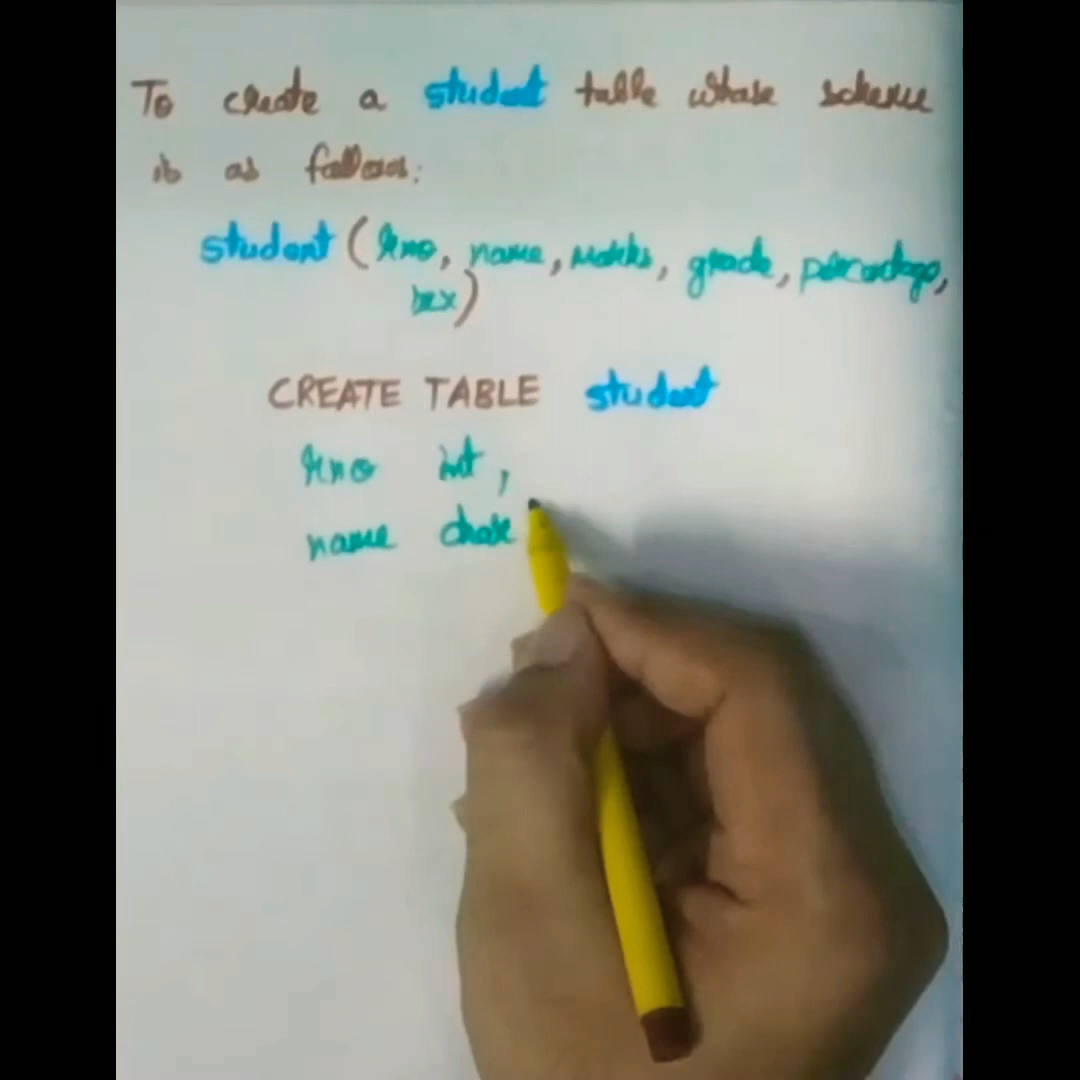 To create a student table whose scheme
is as follows:
student (rno, name, marks, grade, percentage,
sex)
CREATE TABLE student
rno int,
name char